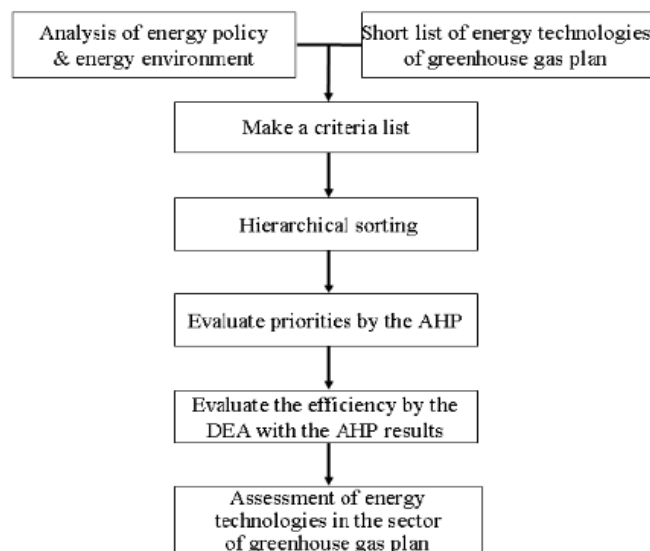 Analysis of energy policy
& energy environment
Short list of energy technologies
of greenhouse gas plan
Make a criteria list
Hierarchical sorting
Evaluate priorities by the AHP
Evaluate the efficiency by the
DEA with the AHP results
Assessment of energy
technologies in the sector
of greenhouse gas plan